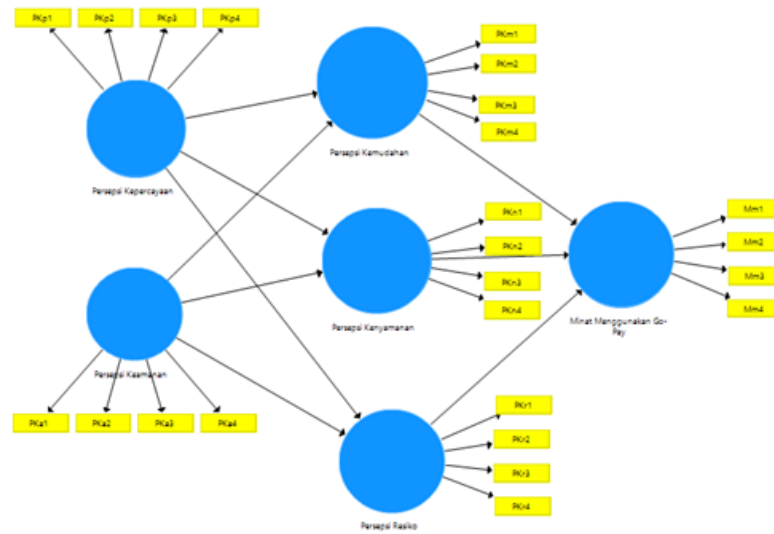 PKp1
PKp2
PKp3
PKp4
PKm1
PKm2
PKm3
PKm4
Persepsi Kepercayaan
Persepsi Kemudahan
PKn1
PKn2
PKn3
PKn4
Mm1
Mm2
Mm3
Mm4
Persepsi Kenyamanan
Minat Menggunakan Go-
Pay
Persepsi Keamanan
PKa1
PKa2
PKa3
PKa4
PKr1
PKr2
PKr3
PKr4
Persepsi Resiko